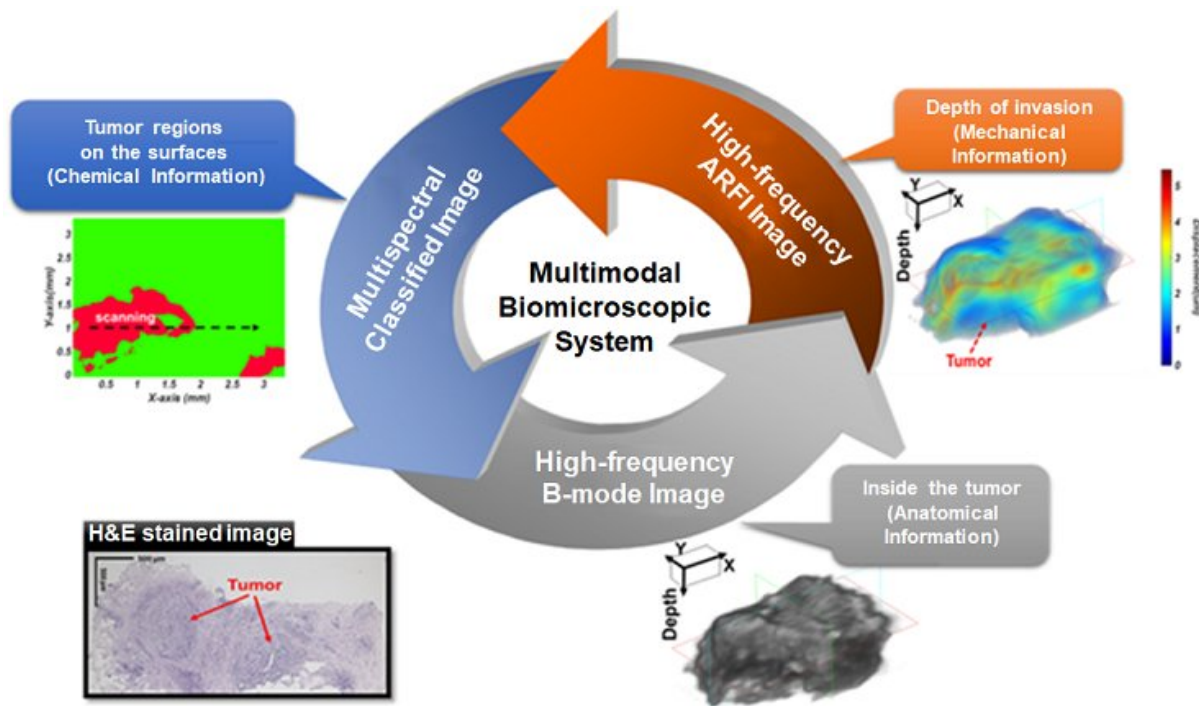 Tumor regions
on the surfaces
(Chemical Information)
Multispectral
Classified Image
High-frequency
ARFI Image
Depth of invasion
(Mechanical
Information)
Multimodal
Biomicroscopic
System
High-frequency
B-mode Image
Inside the tumor
(Anatomical
Information)
Y-axis(mm)
3
2.5
2
1.5
1
0.5
0
scanning
0.5
1
1.5
2
2.5
3
X-axis (mm)
Y
X
Depth
Tumor
5
4
3
2
1
0
H&E stained image
Tumor
Y
X
Depth